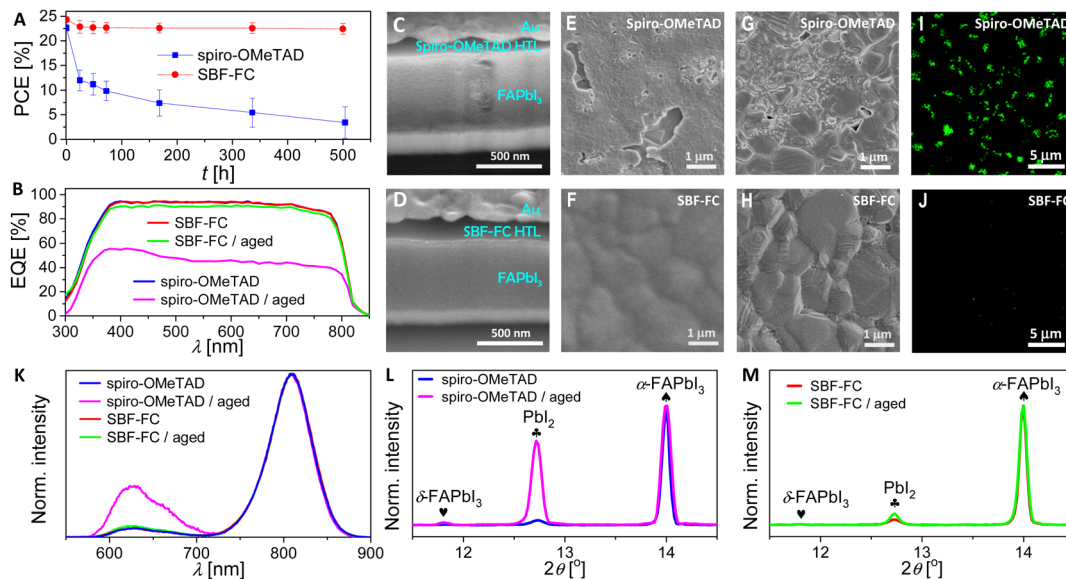 A
PCE [%]
25
20
15
10
5
0
spiro-OMeTAD
SBF-FC
0 100 200 300 400 500
t [h]
B
EQE [%]
100
80
60
40
20
0
SBF-FC
SBF-FC / aged
spiro-OMeTAD
spiro-OMeTAD / aged
300 400 500 600 700 800
λ [nm]
C
Au
Spiro-OMeTAD HTL
FAPbI₃
500 nm
D
Au
SBF-FC HTL
FAPbI₃
500 nm
E
Spiro-OMeTAD
1 μm
F
SBF-FC
1 μm
G
Spiro-OMeTAD
1 μm
H
SBF-FC
1 μm
I
Spiro-OMeTAD
5 μm
J
SBF-FC
5 μm
K
Norm. intensity
spiro-OMeTAD
spiro-OMeTAD / aged
SBF-FC
SBF-FC / aged
600 700 800 900
λ [nm]
L
Norm. intensity
spiro-OMeTAD
spiro-OMeTAD / aged
α-FAPbI₃
♠
PbI₂
♣
δ-FAPbI₃
♥
12 13 14
2θ [°]
M
Norm. intensity
SBF-FC
SBF-FC / aged
α-FAPbI₃
♠
PbI₂
♣
δ-FAPbI₃
♥
12 13 14
2θ [°]